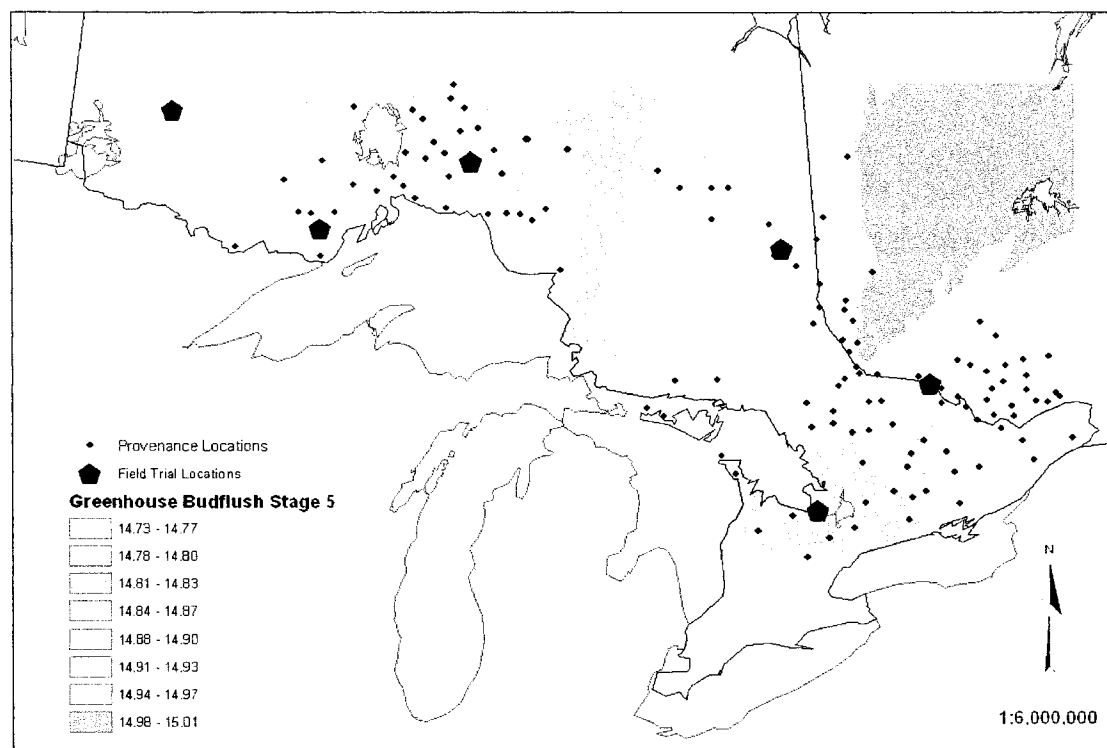 Provenance Locations
Field Trial Locations
Greenhouse Budflush Stage 5
14.73 - 14.77
14.78 - 14.80
14.81 - 14.83
14.84 - 14.87
14.88 - 14.90
14.91 - 14.93
14.94 - 14.97
14.98 - 15.01
N
1:6,000,000